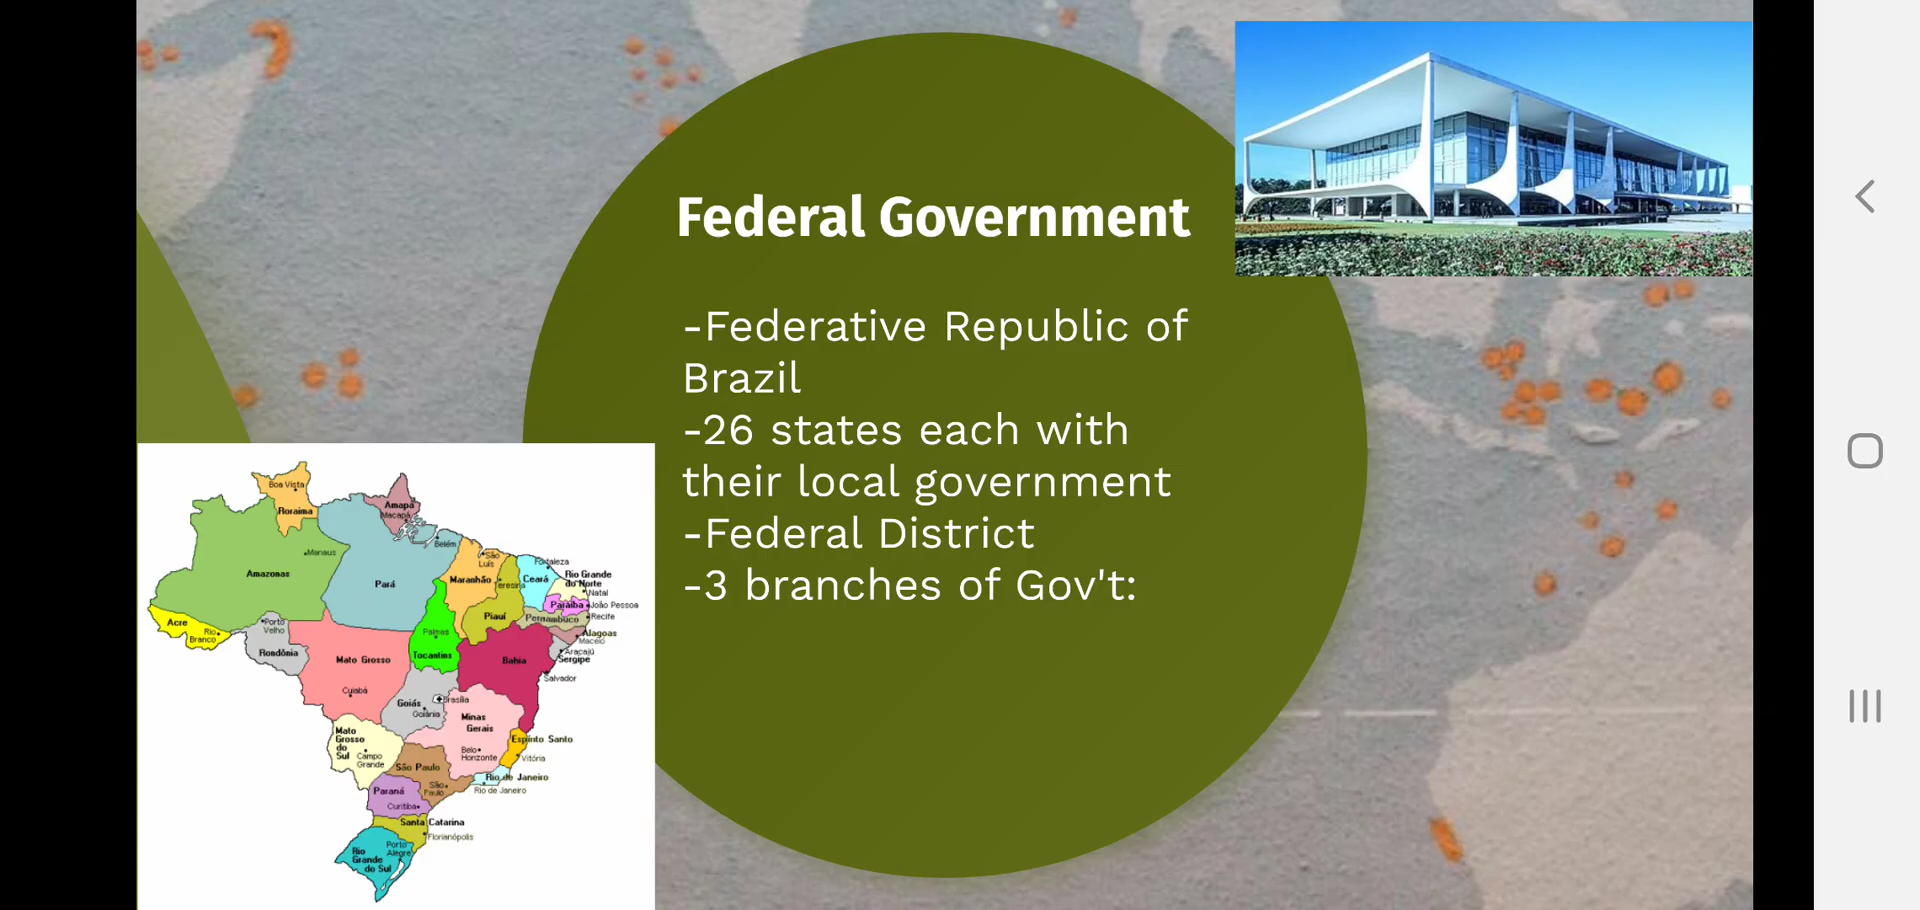 Federal Government
-Federative Republic of
Brazil
-26 states each with
their local government
-Federal District
-3 branches of Gov't:
Boa Vista
Roraima
Amapá
Macapá
Manaus
Amazonas
Belém
Pará
São
Luís
Maranhão
Teresina
Fortaleza
Ceará
Rio Grande
do Norte
Natal
Paraíba
João Pessoa
Piauí
Pernambuco
Recife
Acre
Rio
Branco
Porto
Velho
Rondônia
Palmas
Tocantins
Alagoas
Maceió
Aracajú
Sergipe
Mato Grosso
Cuiabá
Bahia
Salvador
Goiás
Brasília
Goiânia
Minas
Gerais
Belo
Horizonte
Espinto Santo
Vitória
Mato
Grosso
do
Sul
Campo
Grande
São Paulo
São
Paulo
Rio de Janeiro
Rio de Janeiro
Paraná
Curitiba
Santa Catarina
Florianópolis
Porto
Alegre
Rio
Grande
do Sul